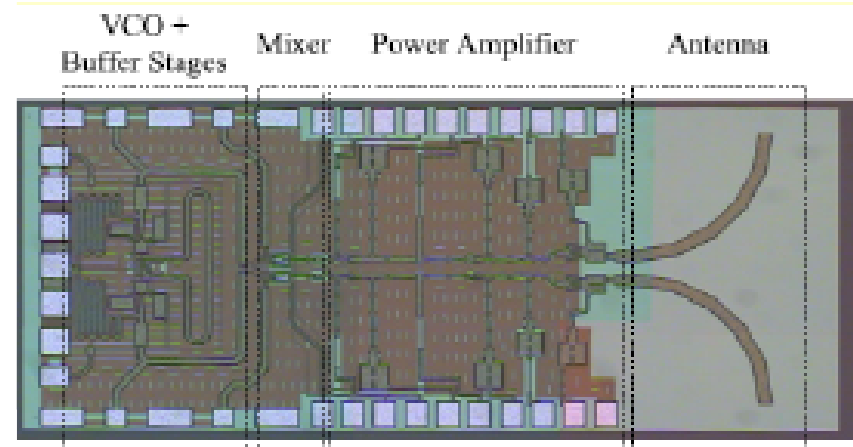 VCO +
Buffer Stages
Mixer
Power Amplifier
Antenna